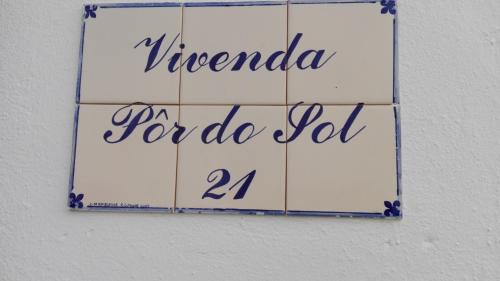 Vivenda
Pôr do Sol
21